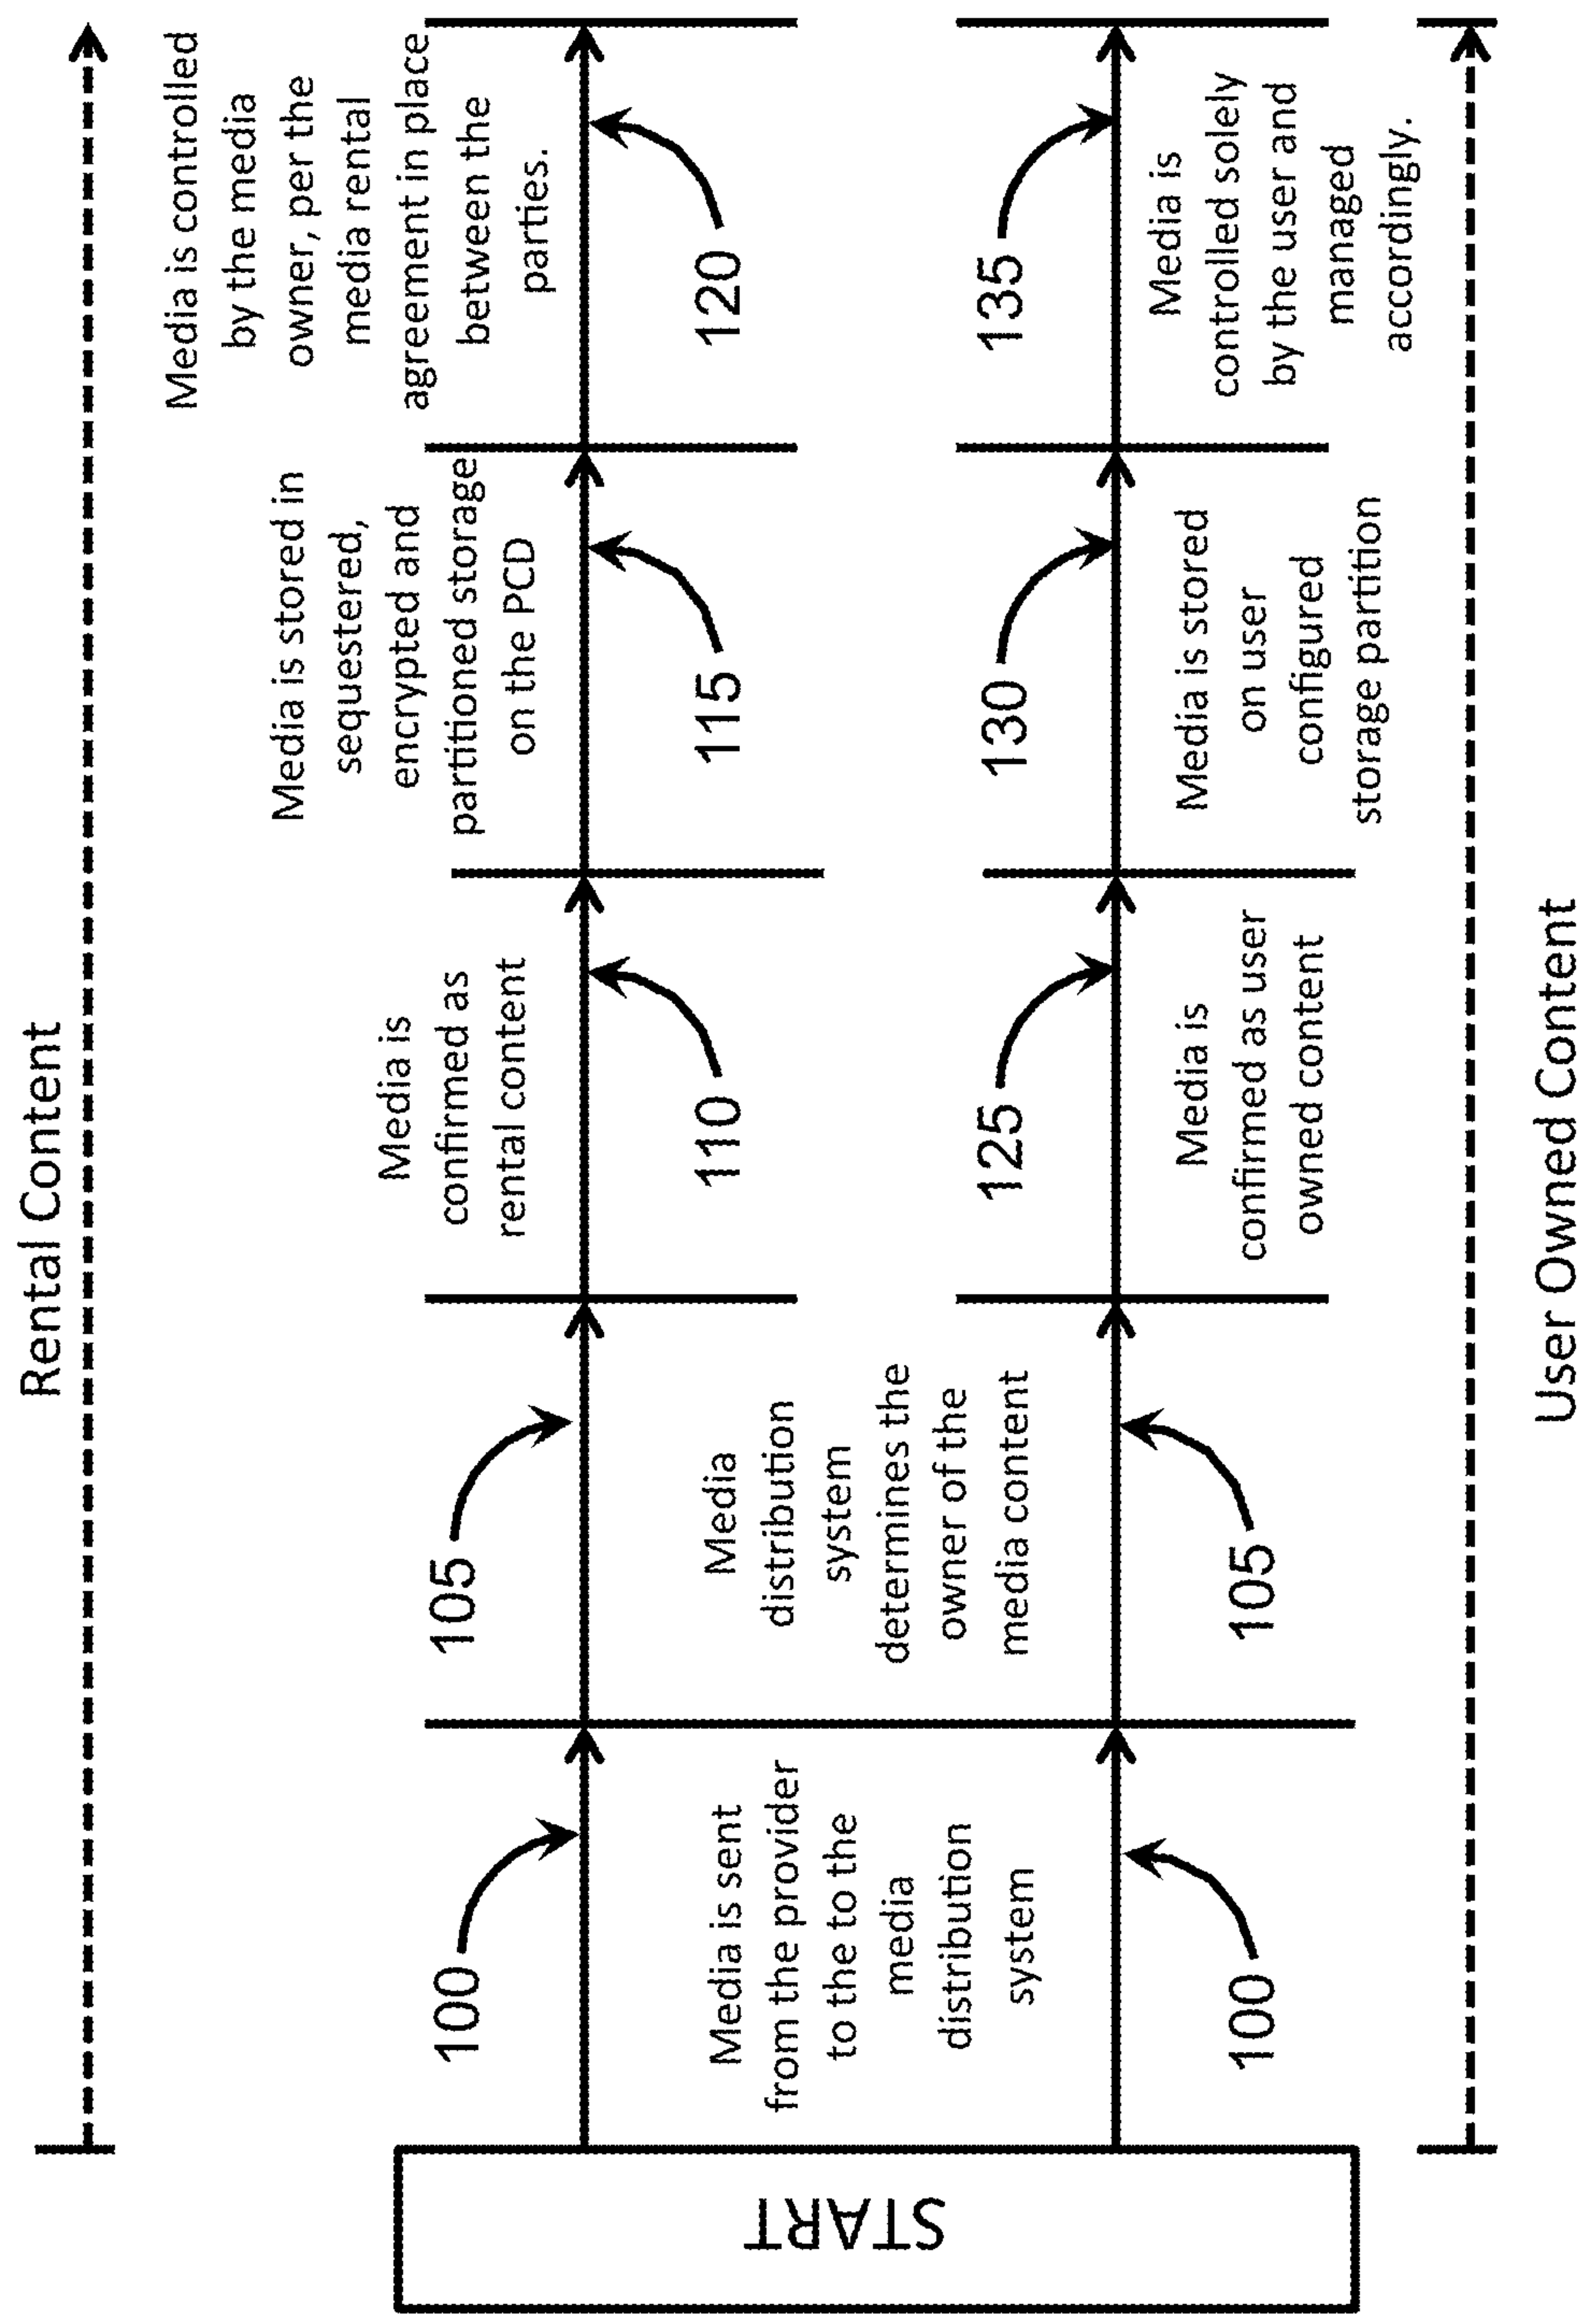 Rental Content
START
100
Media is sent
from the provider
to the to the
media
distribution
system
100
105
Media
distribution
system
determines the
owner of the
media content
105
Media is
confirmed as
rental content
110
Media is stored in
sequestered,
encrypted and
partitioned storage
on the PCD
115
Media is controlled
by the media
owner, per the
media rental
agreement in place
between the
parties.
120
125
Media is
confirmed as user
owned content
130
Media is stored
on user
configured
storage partition
135
Media is
controlled solely
by the user and
managed
accordingly.
User Owned Content